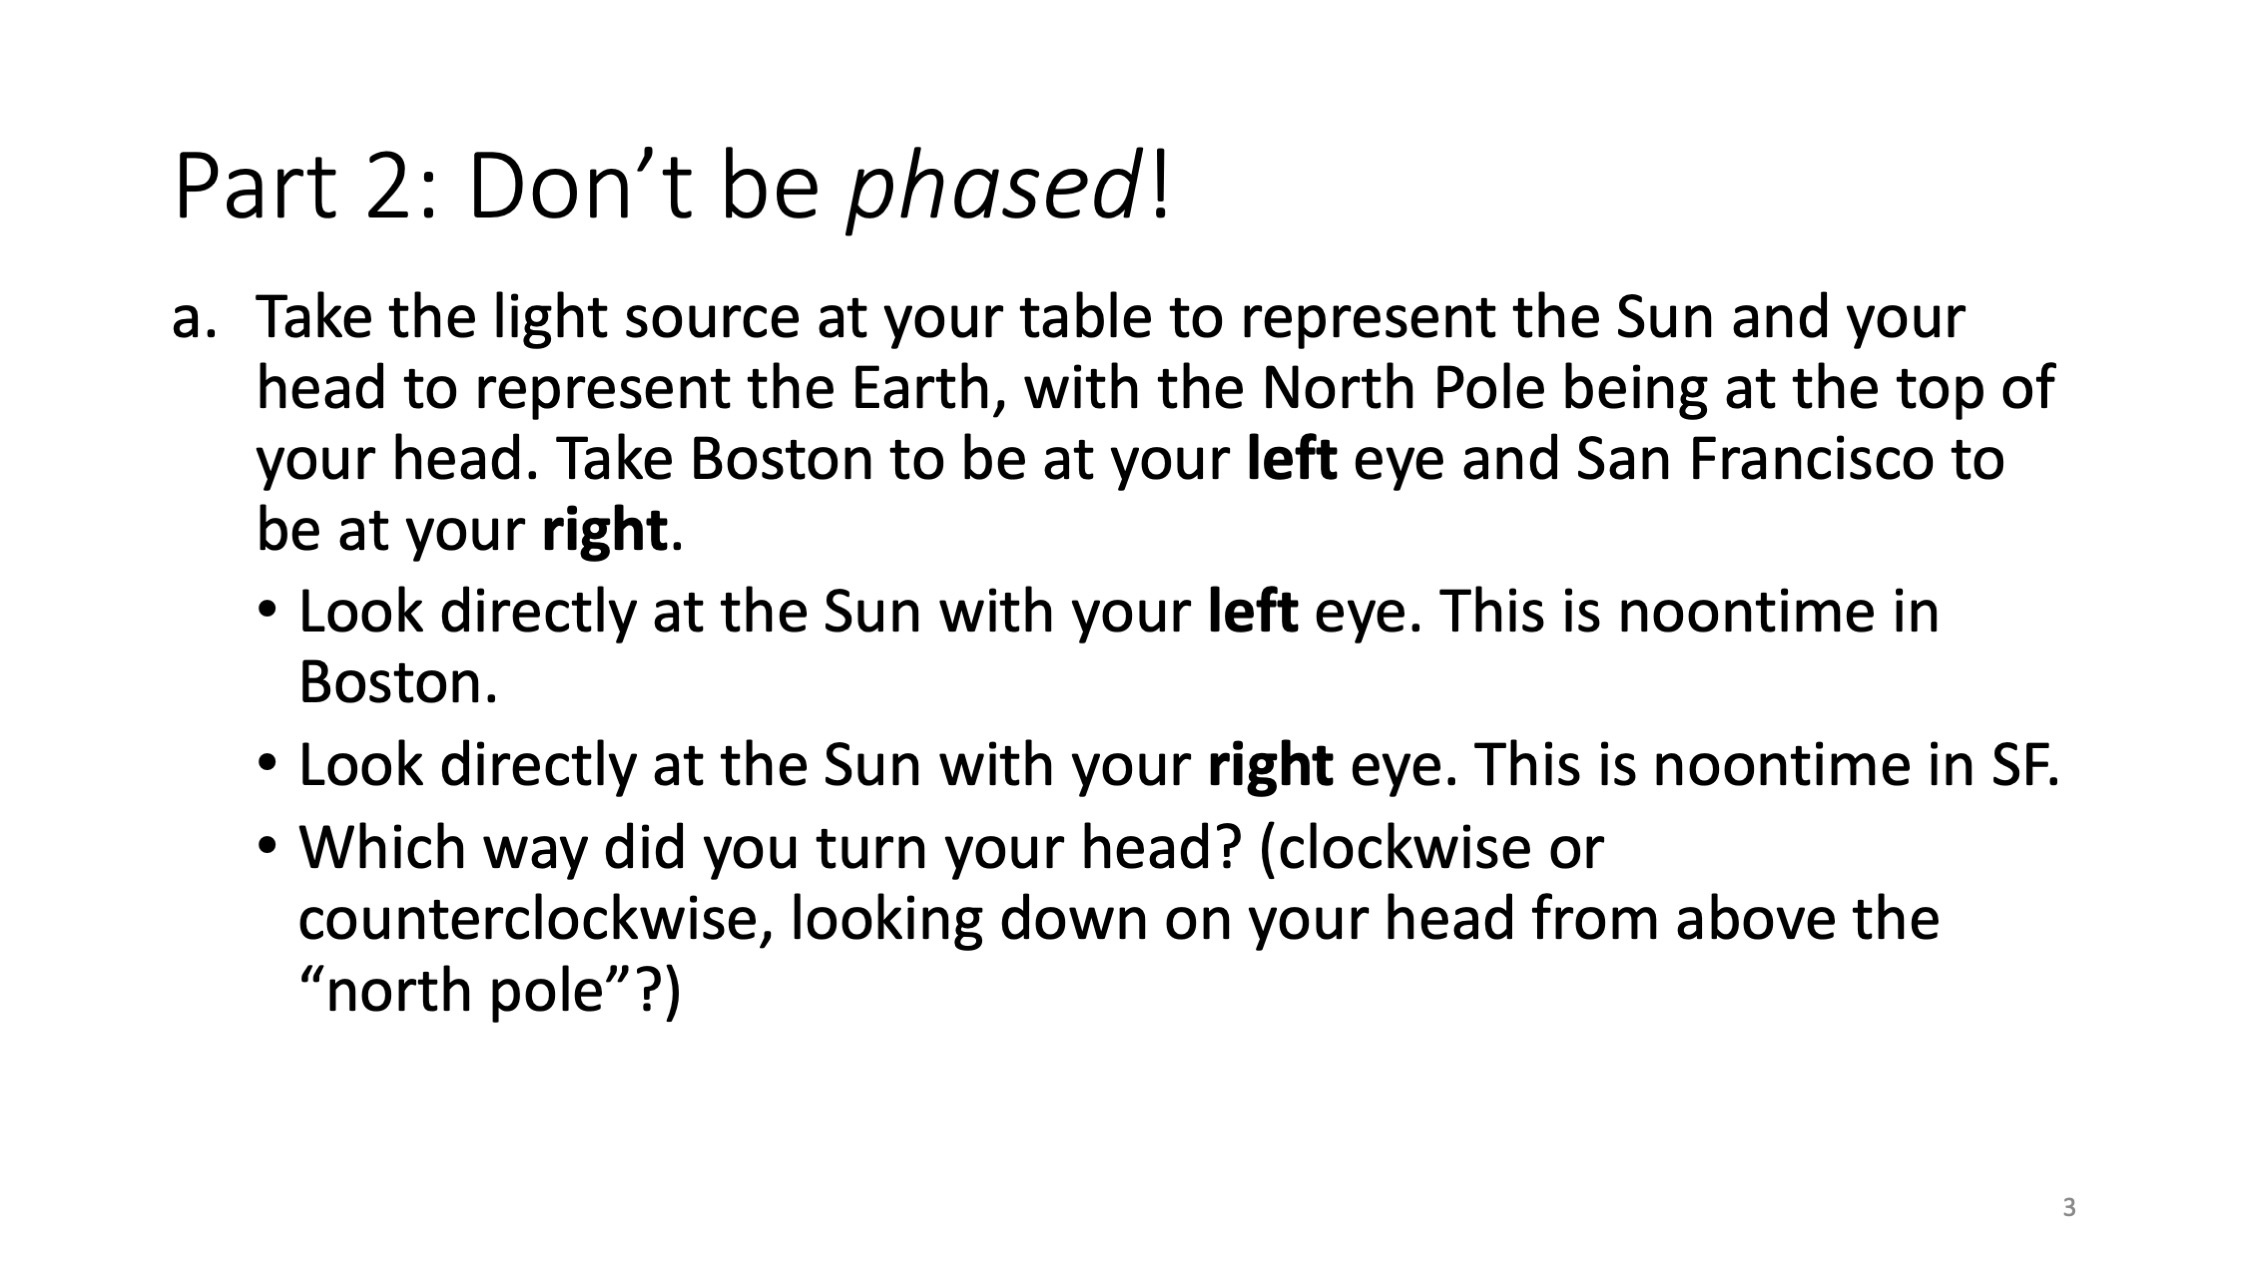 Part 2: Don’t be phased!
a. Take the light source at your table to represent the Sun and your
head to represent the Earth, with the North Pole being at the top of
your head. Take Boston to be at your left eye and San Francisco to
be at your right.
• Look directly at the Sun with your left eye. This is noontime in
Boston.
• Look directly at the Sun with your right eye. This is noontime in SF.
• Which way did you turn your head? (clockwise or
counterclockwise, looking down on your head from above the
“north pole”?)
3